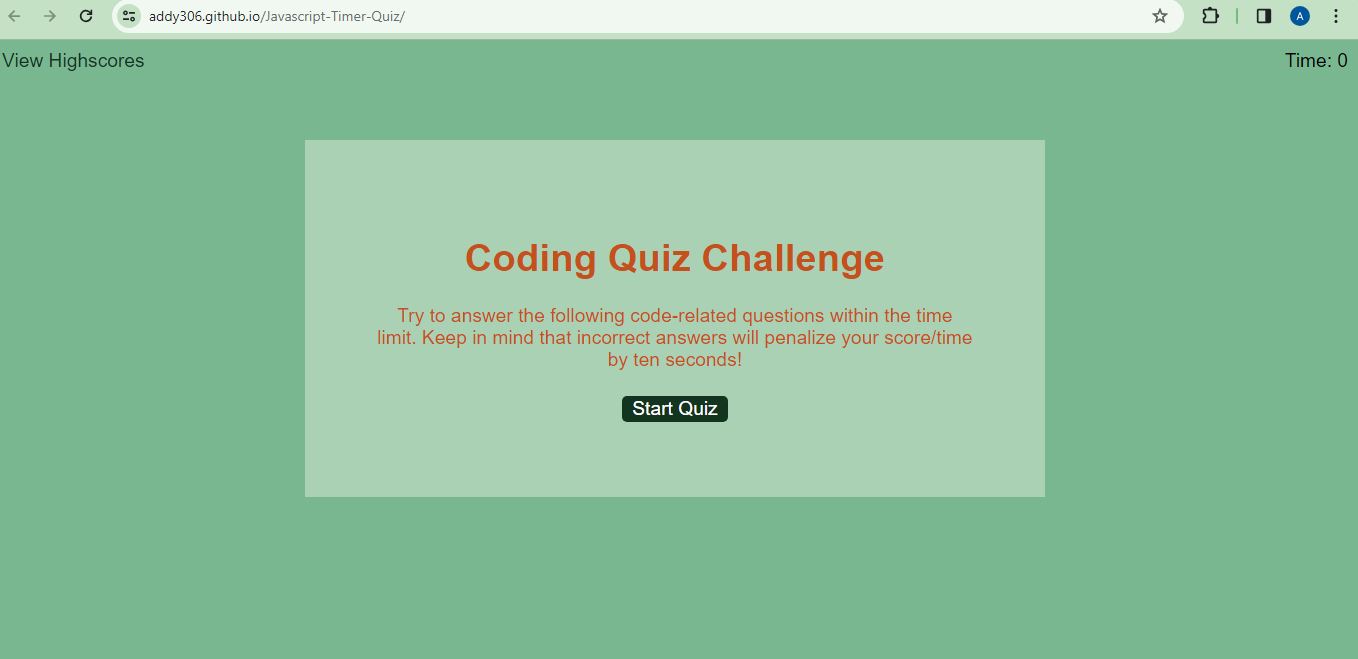 addy306.github.io/Javascript-Timer-Quiz/
A
View Highscores
Time: 0
Coding Quiz Challenge
Try to answer the following code-related questions within the time
limit. Keep in mind that incorrect answers will penalize your score/time
by ten seconds!
Start Quiz